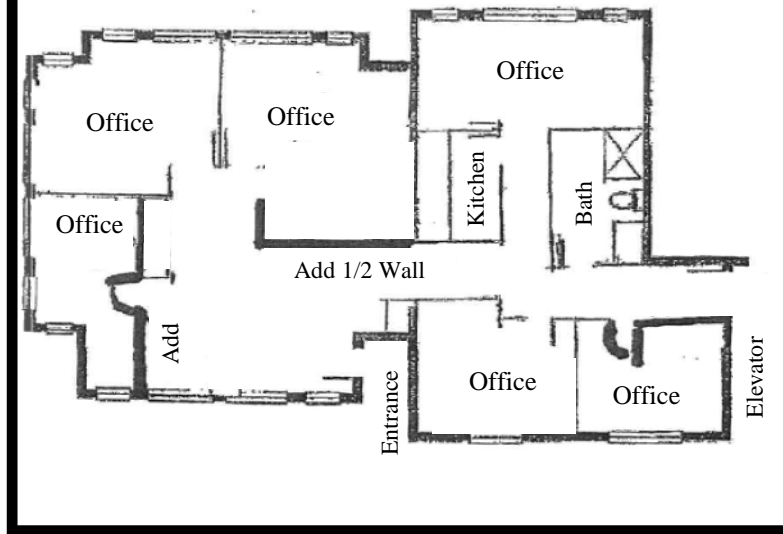 Office
Office
Office
Kitchen
Bath
Office
Add 1/2 Wall
Add
Entrance
Office
Office
Elevator